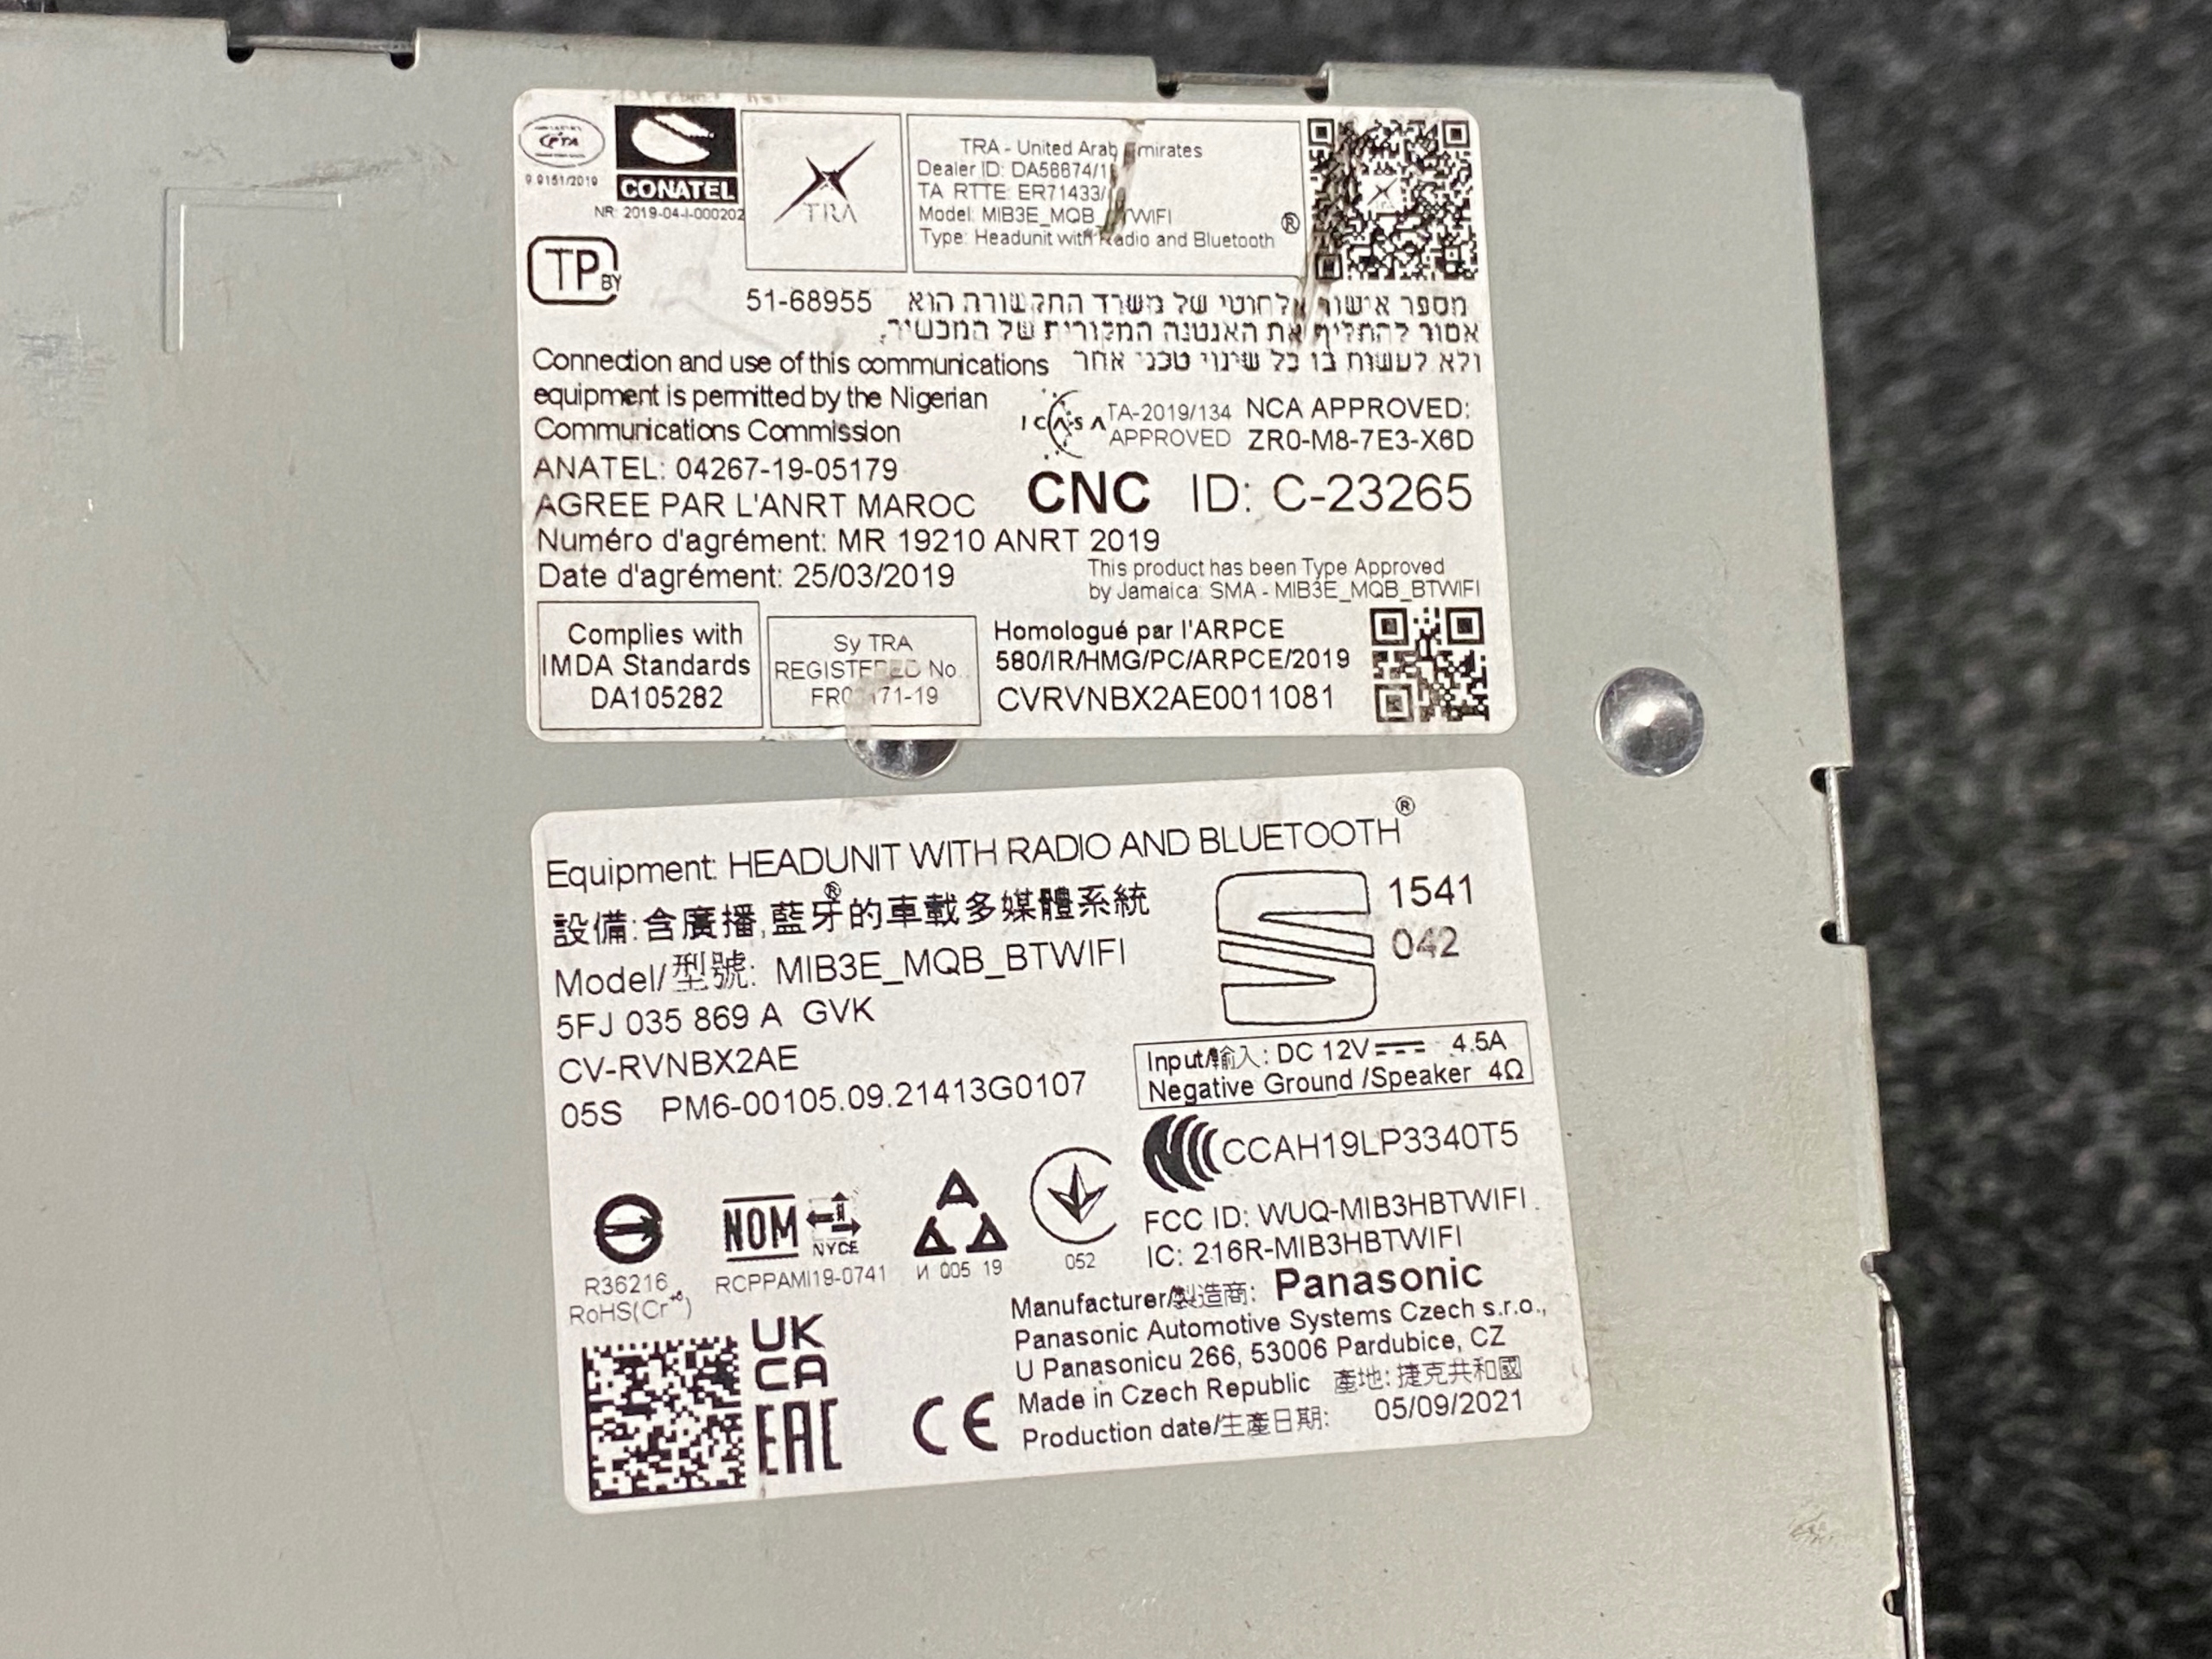 PTA
9.9151/2019
CONATEL
NR: 2019-04-I-000202
TRA
TRA - United Arab Emirates
Dealer ID: DA58674/1
TA RTTE: ER71433/
Model: MIB3E_MQB_BTWIFI
Type: Headunit with Radio and Bluetooth ®
TRA
TP BY
51-68955 מספר אישור אלחוטי של משרד התקשורת הוא
אסור להחליף את האנטנה המקורית של המכשיר,
ולא לעשות בו כל שינוי טכני אחר
Connection and use of this communications
equipment is permitted by the Nigerian
Communications Commission
ICASA TA-2019/134
APPROVED
NCA APPROVED:
ZR0-M8-7E3-X6D
ANATEL: 04267-19-05179
CNC ID: C-23265
AGREE PAR L'ANRT MAROC
Numéro d'agrément: MR 19210 ANRT 2019
Date d'agrément: 25/03/2019
This product has been Type Approved
by Jamaica: SMA - MIB3E_MQB_BTWIFI
Complies with
IMDA Standards
DA105282
Sy TRA
REGISTERED No.
71-19
Homologué par l'ARPCE
580/IR/HMG/PC/ARPCE/2019
CVRVNBX2AE0011081
Equipment: HEADUNIT WITH RADIO AND BLUETOOTH®
設備:含廣播,藍牙®的車載多媒體系統
Model/型號: MIB3E_MQB_BTWIFI
5FJ 035 869 A GVK
CV-RVNBX2AE
05S PM6-00105.09.21413G0107
1541
042
Input/輸入: DC 12V 4.5A
Negative Ground /Speaker 4Ω
CCAH19LP3340T5
FCC ID: WUQ-MIB3HBTWIFI.
IC: 216R-MIB3HBTWIFI
R36216
RoHS(Cr+6)
NOM NYCE
RCPPAMI19-0741
И 005 19
052
Manufacturer/製造商: Panasonic
Panasonic Automotive Systems Czech s.r.o.,
U Panasonicu 266, 53006 Pardubice, CZ
Made in Czech Republic 產地: 捷克共和國
Production date/生產日期: 05/09/2021
UK
CA
EAC
CE